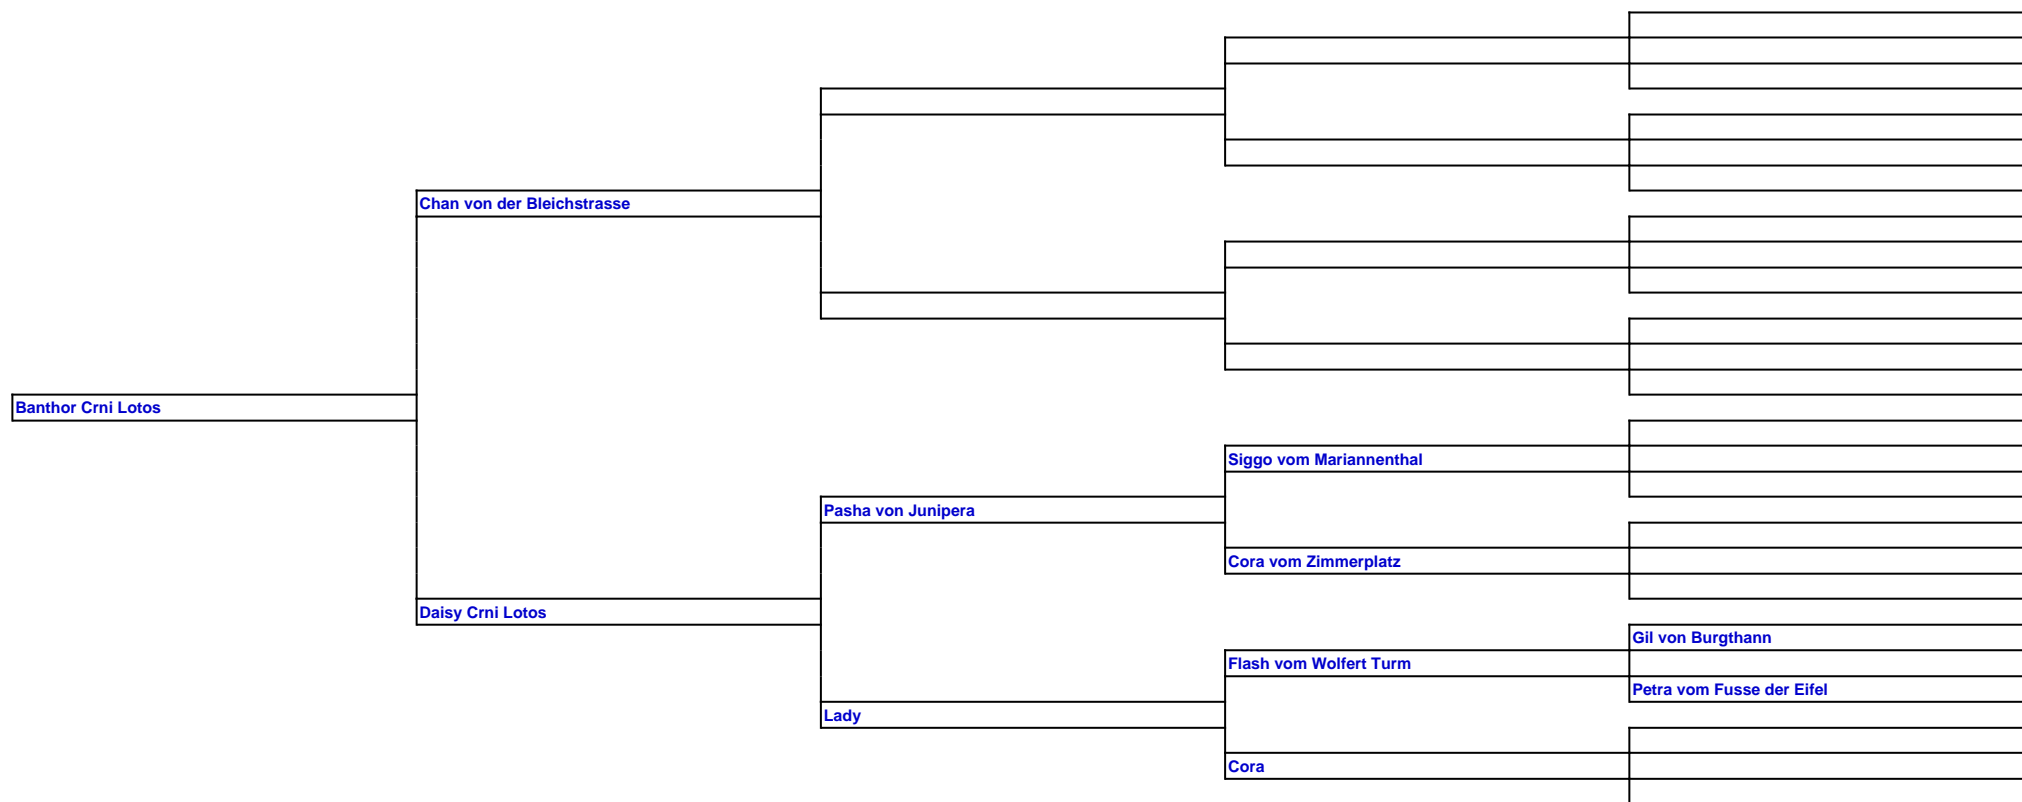 Chan von der Bleichstrasse
Banthor Crni Lotos
Siggo vom Mariannenthal
Pasha von Junipera
Cora vom Zimmerplatz
Daisy Crni Lotos
Gil von Burgthann
Flash vom Wolfert Turm
Petra vom Fusse der Eifel
Lady
Cora